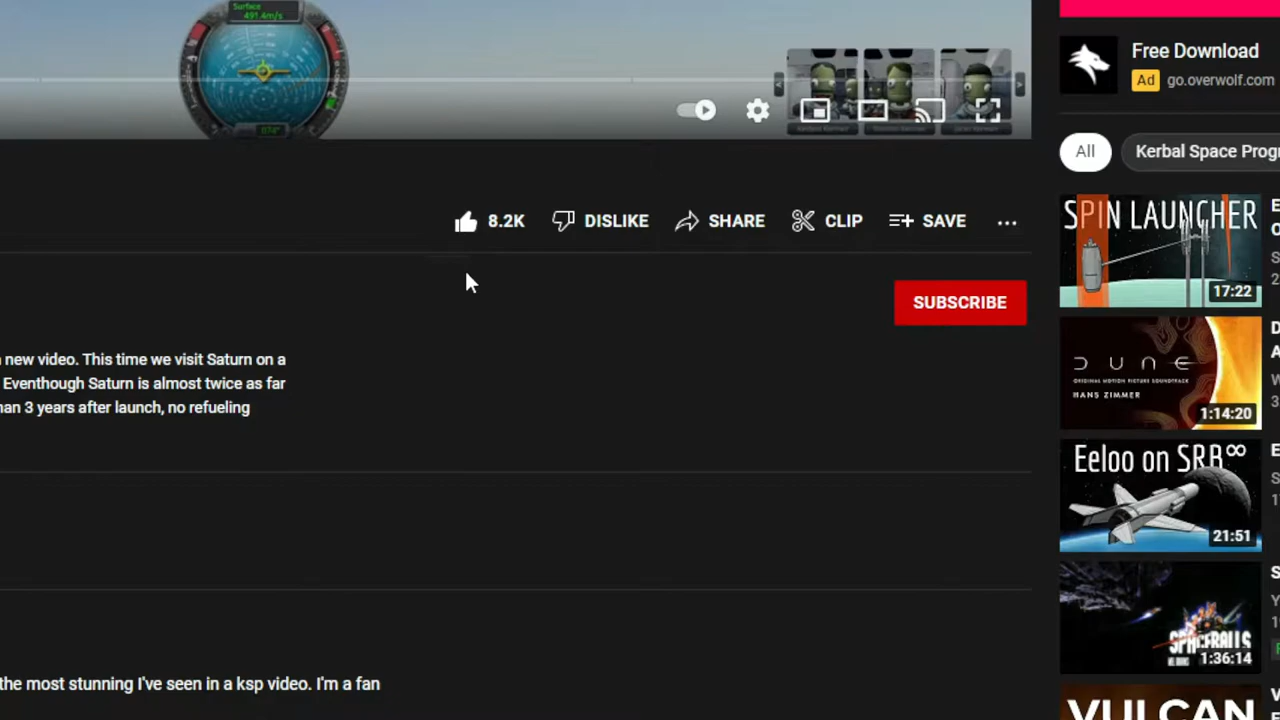 Surface
491.4m/s
074°
Free Download
Ad go.overwolf.com
All
Kerbal Space Prog
8.2K
DISLIKE
SHARE
CLIP
SAVE
SUBSCRIBE
new video. This time we visit Saturn on a
Eventhough Saturn is almost twice as far
han 3 years after launch, no refueling
the most stunning I've seen in a ksp video. I'm a fan
SPIN LAUNCHER
17:22
DUNE
ORIGINAL MOTION PICTURE SOUNDTRACK
HANS ZIMMER
1:14:20
Eeloo on SRB∞
21:51
SPACEBALLS
1:36:14
VULCAN